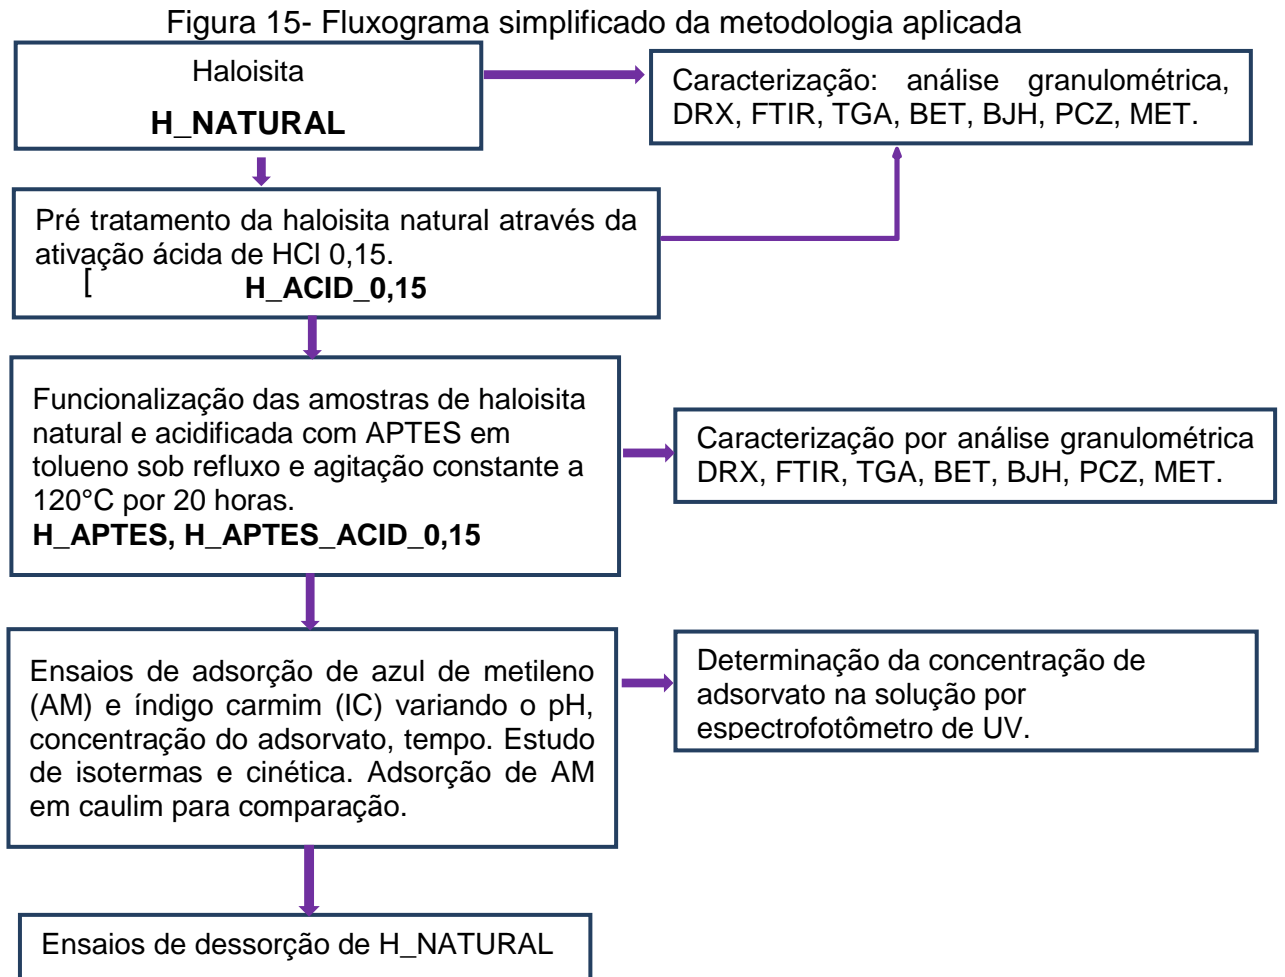 Figura 15- Fluxograma simplificado da metodologia aplicada
Haloisita
H_NATURAL
Caracterização: análise granulométrica,
DRX, FTIR, TGA, BET, BJH, PCZ, MET.
Pré tratamento da haloisita natural através da
ativação ácida de HCl 0,15.
[ H_ACID_0,15
Funcionalização das amostras de haloisita
natural e acidificada com APTES em
tolueno sob refluxo e agitação constante a
120°C por 20 horas.
H_APTES, H_APTES_ACID_0,15
Caracterização por análise granulométrica
DRX, FTIR, TGA, BET, BJH, PCZ, MET.
Ensaios de adsorção de azul de metileno
(AM) e índigo carmim (IC) variando o pH,
concentração do adsorvato, tempo. Estudo
de isotermas e cinética. Adsorção de AM
em caulim para comparação.
Determinação da concentração de
adsorvato na solução por
espectrofotômetro de UV.
Ensaios de dessorção de H_NATURAL